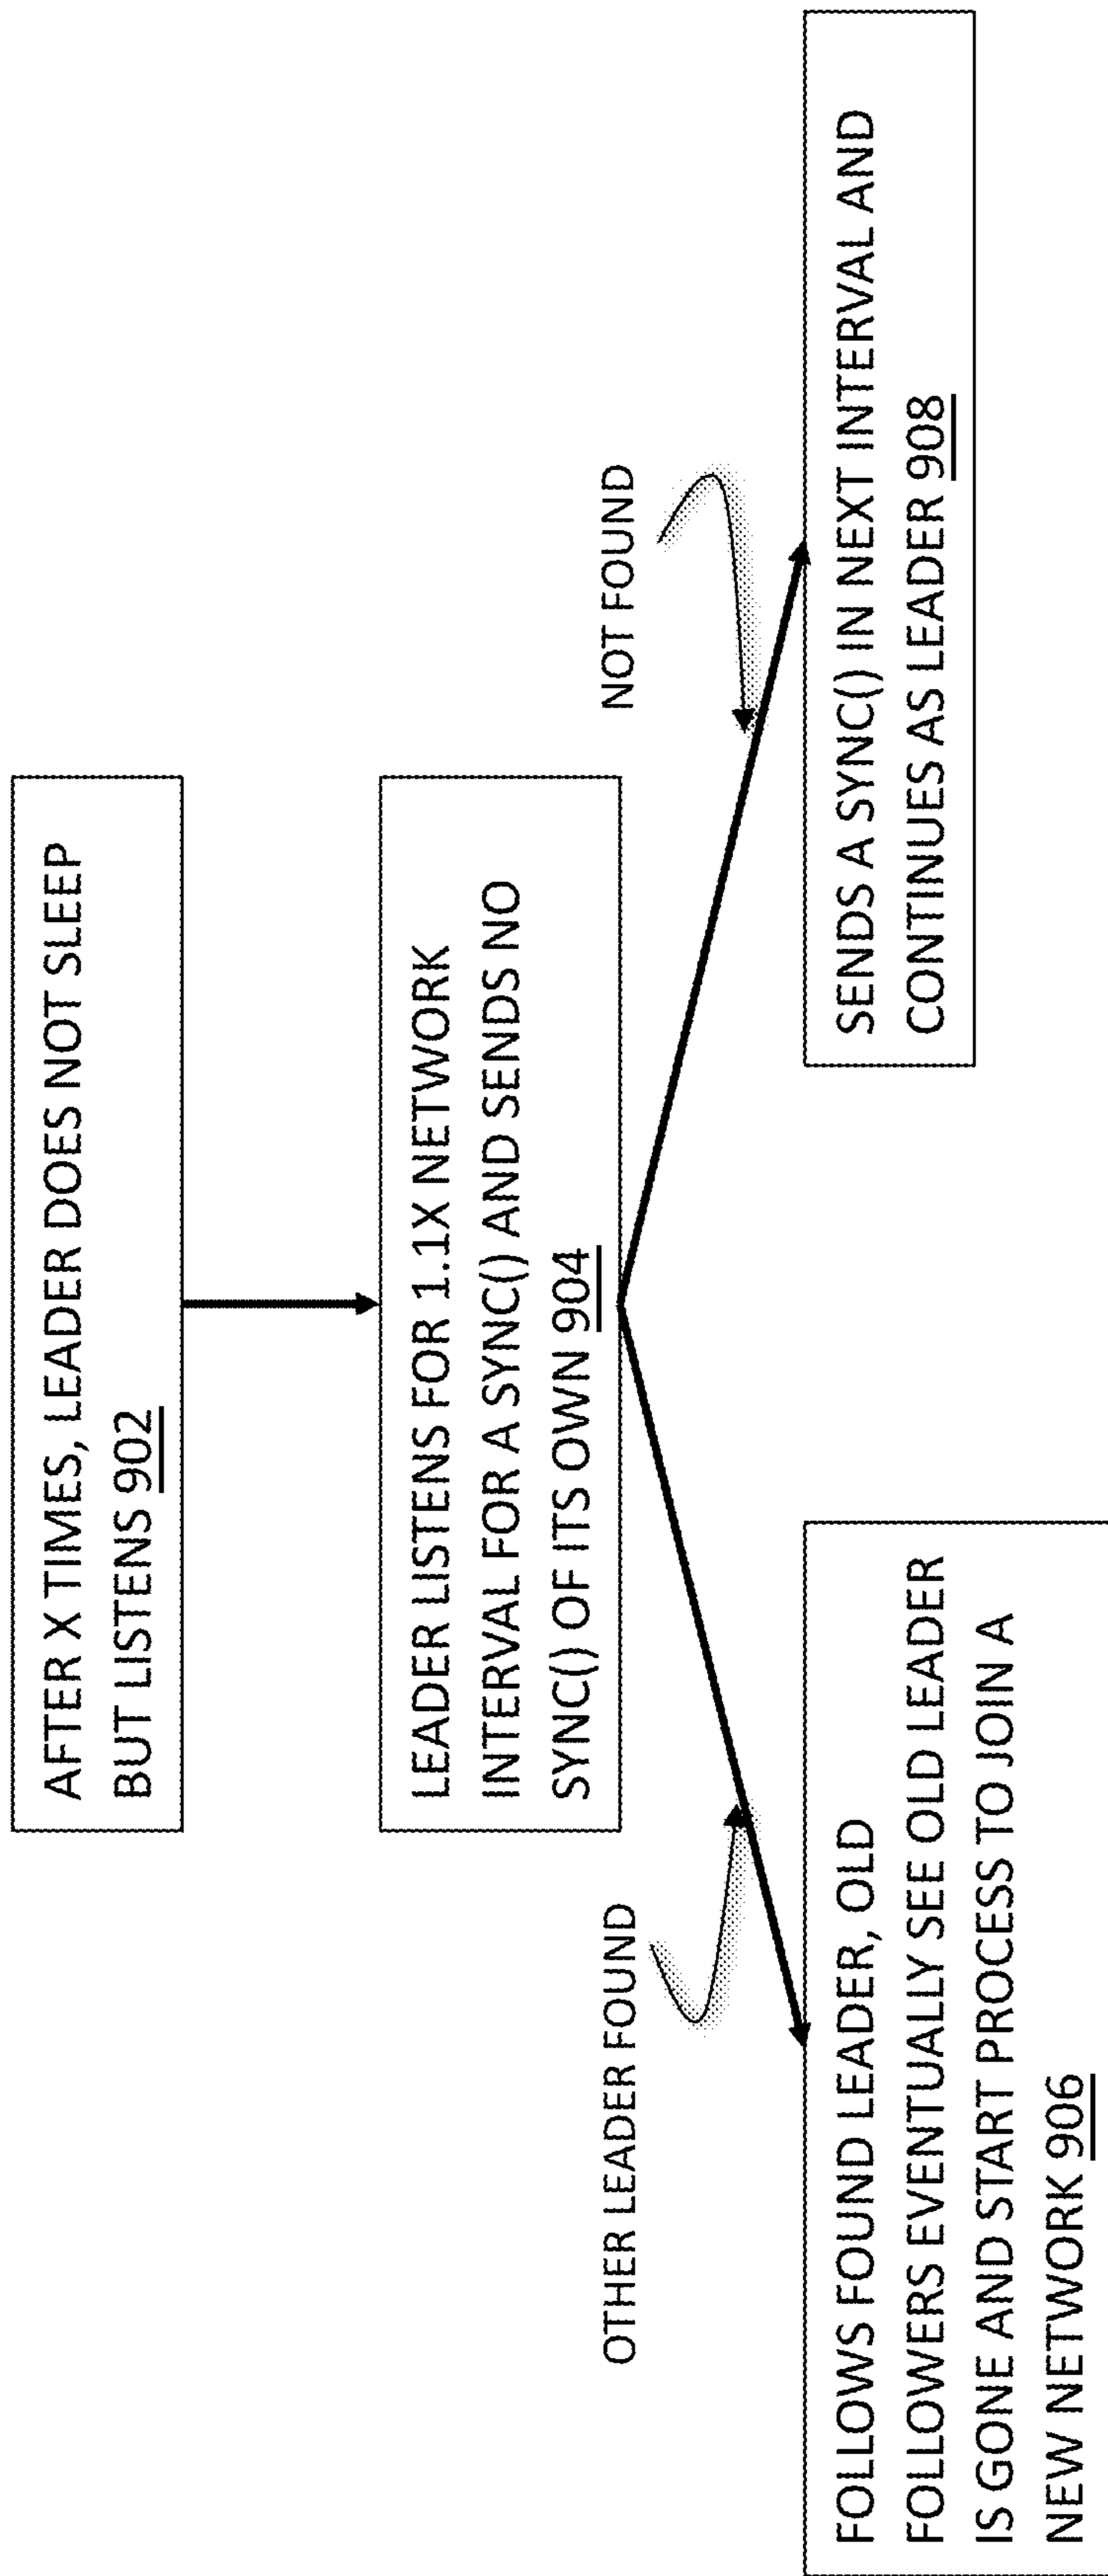 AFTER X TIMES, LEADER DOES NOT SLEEP
BUT LISTENS 902
LEADER LISTENS FOR 1.1X NETWORK
INTERVAL FOR A SYNC() AND SENDS NO
SYNC() OF ITS OWN 904
OTHER LEADER FOUND
NOT FOUND
FOLLOWS FOUND LEADER, OLD
FOLLOWERS EVENTUALLY SEE OLD LEADER
IS GONE AND START PROCESS TO JOIN A
NEW NETWORK 906
SENDS A SYNC() IN NEXT INTERVAL AND
CONTINUES AS LEADER 908